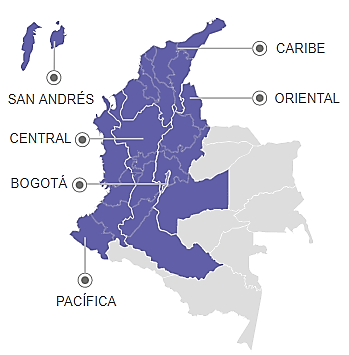 CARIBE
SAN ANDRÉS
ORIENTAL
CENTRAL
BOGOTÁ
PACÍFICA